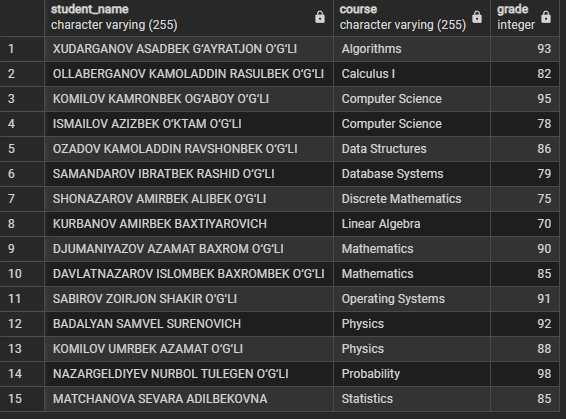 student_name course grade
character varying (255) character varying (255) integer
1 XUDARGANOV ASADBEK G‘AYRATJON O‘G‘LI Algorithms 93
2 OLLABERGANOV KAMOLADDIN RASULBEK O‘G‘LI Calculus I 82
3 KOMILOV KAMRONBEK OG‘ABOY O‘G‘LI Computer Science 95
4 ISMAILOV AZIZBEK O‘KTAM O‘G‘LI Computer Science 78
5 OZADOV KAMOLADDIN RAVSHONBEK O‘G‘LI Data Structures 86
6 SAMANDAROV IBRATBEK RASHID O‘G‘LI Database Systems 79
7 SHONAZAROV AMIRBEK ALIBEK O‘G‘LI Discrete Mathematics 75
8 KURBANOV AMIRBEK BAXTIYAROVICH Linear Algebra 70
9 DJUMANIYAZOV AZAMAT BAXROM O‘G‘LI Mathematics 90
10 DAVLATNAZAROV ISLOMBEK BAXROMBEK O‘G‘LI Mathematics 85
11 SABIROV ZOIRJON SHAKIR O‘G‘LI Operating Systems 91
12 BADALYAN SAMVEL SURENOVICH Physics 92
13 KOMILOV UMRBEK AZAMAT O‘G‘LI Physics 88
14 NAZARGELDIYEV NURBOL TULEGEN O‘G‘LI Probability 98
15 MATCHANOVA SEVARA ADILBEKOVNA Statistics 85